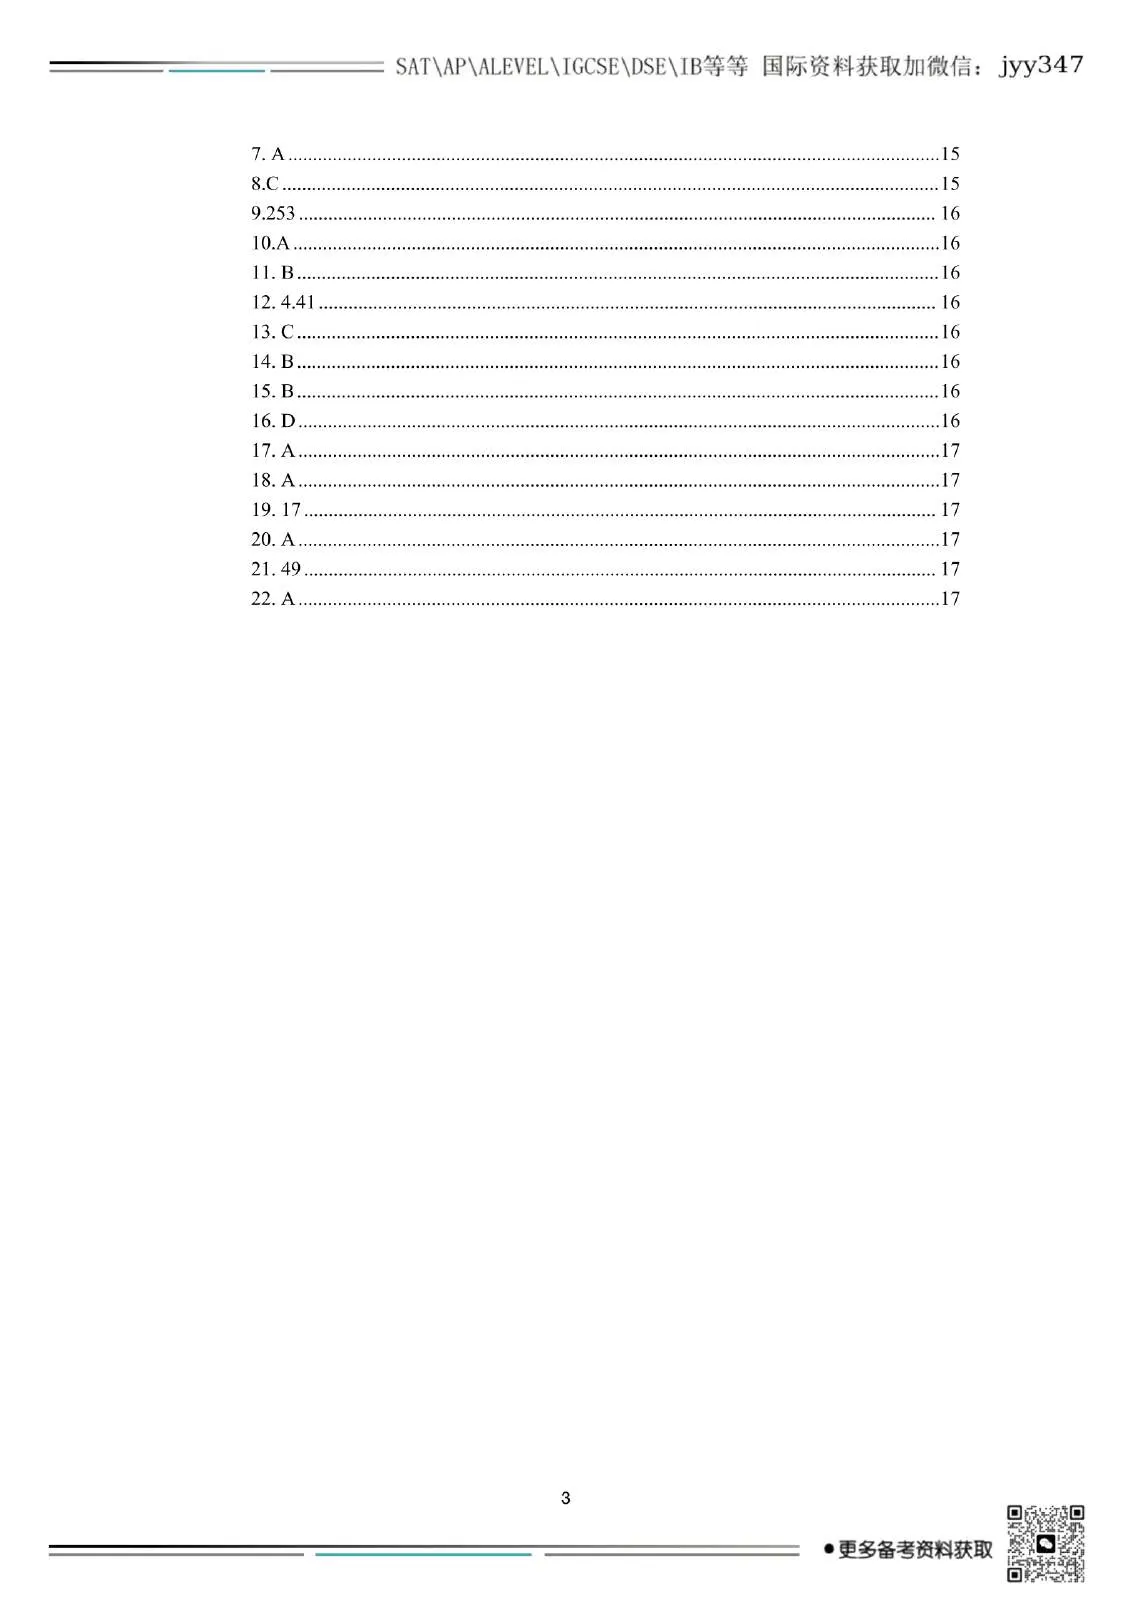 SAT\AP\ALEVEL\IGCSE\DSE\IB等等 国际资料获取加微信: jyy347
7. A........................................15
8.C........................................15
9.253........................................ 16
10.A........................................16
11. B........................................16
12. 4.41........................................ 16
13. C........................................16
14. B........................................16
15. B........................................16
16. D........................................16
17. A........................................17
18. A........................................17
19. 17........................................ 17
20. A........................................17
21. 49........................................ 17
22. A........................................17
3
●更多备考资料获取